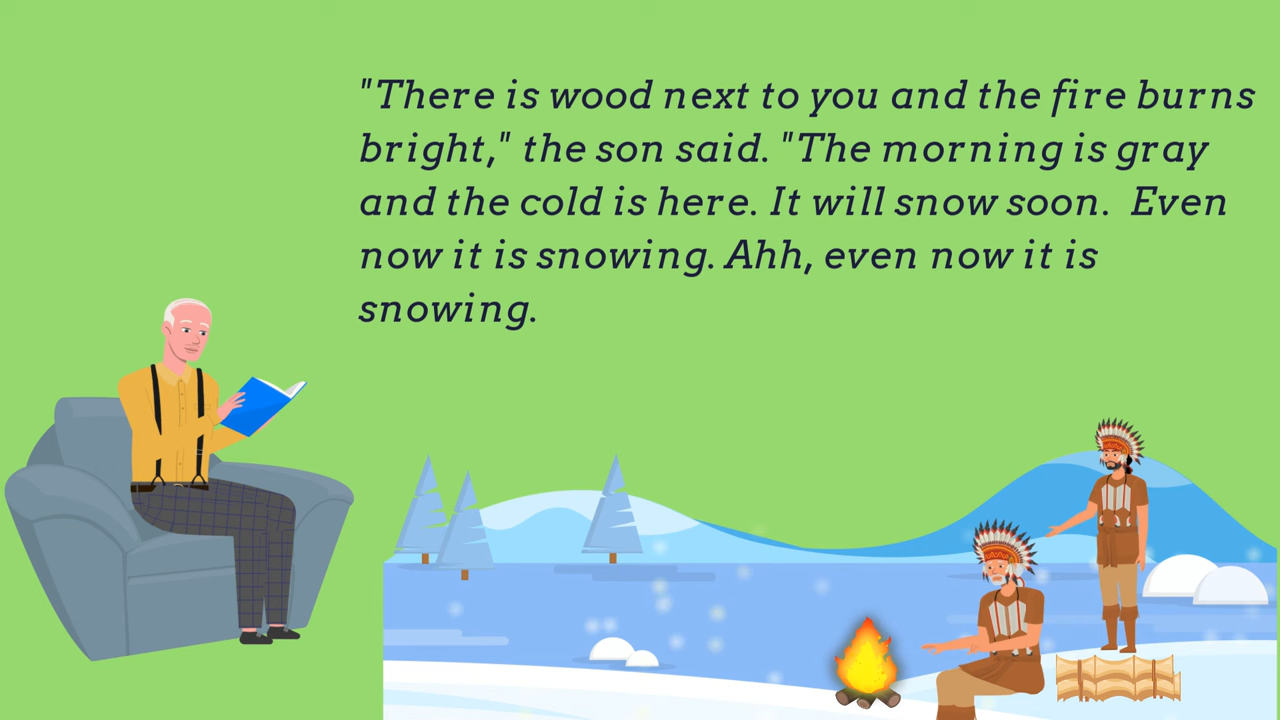 "There is wood next to you and the fire burns
bright," the son said. "The morning is gray
and the cold is here. It will snow soon.  Even
now it is snowing. Ahh, even now it is
snowing.